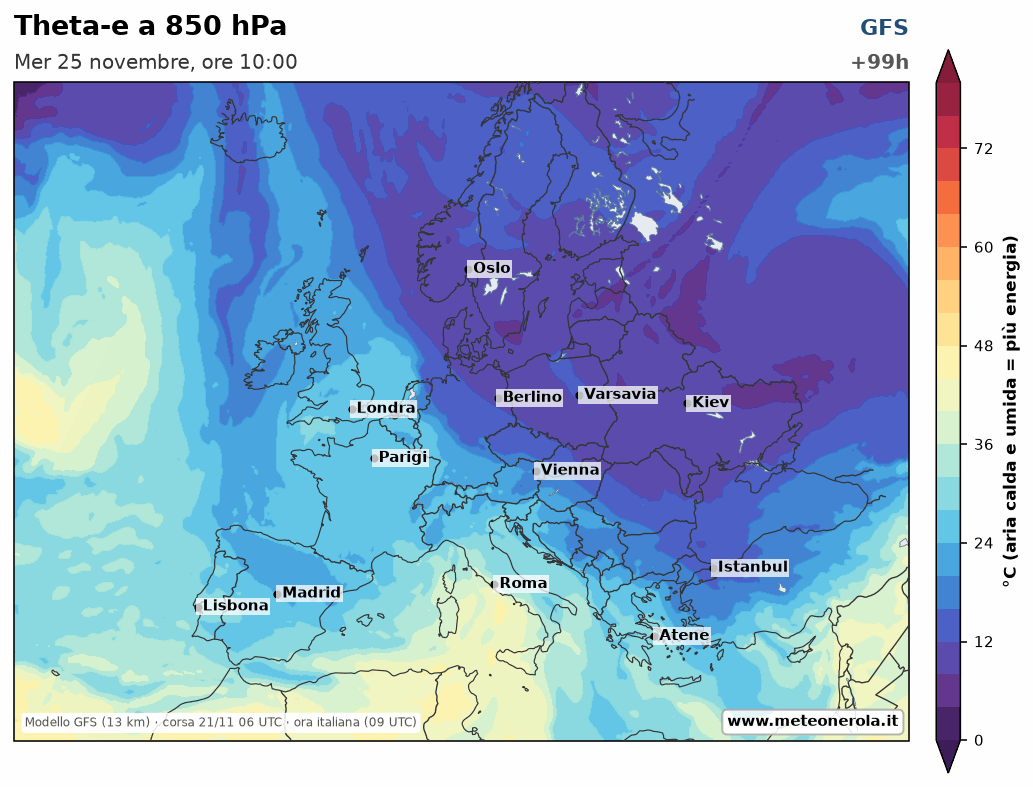 Theta-e a 850 hPa
GFS
Mer 25 novembre, ore 10:00
+99h
72
60
48
36
24
12
0
°C (aria calda e umida = più energia)
Oslo
Berlino
Varsavia
Kiev
Londra
Parigi
Vienna
Istanbul
Roma
Madrid
Lisbona
Atene
Modello GFS (13 km) · corsa 21/11 06 UTC · ora italiana (09 UTC)
www.meteonerola.it